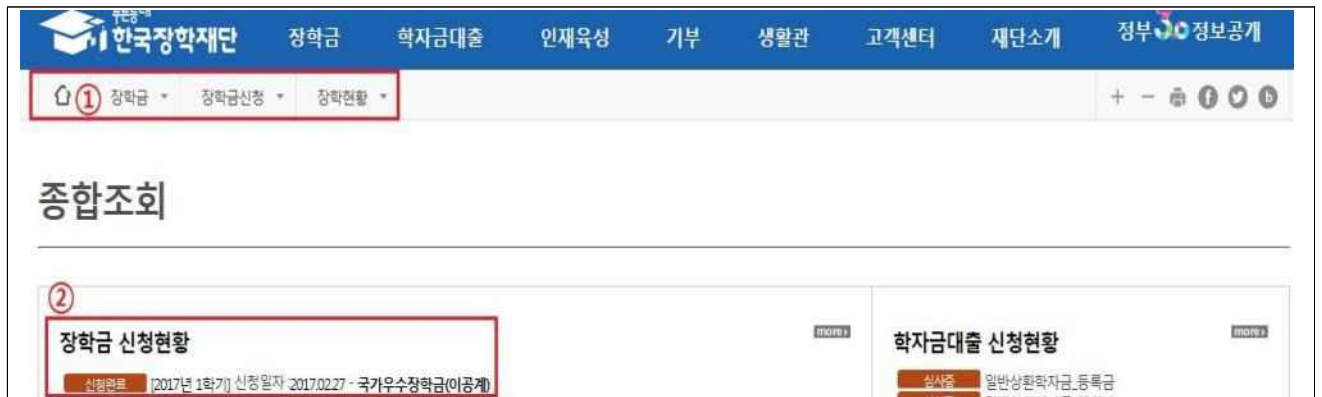 푸른등대
한국장학재단 장학금 학자금대출 인재육성 기부 생활관 고객센터 재단소개 정부3.0 정보공개
① 장학금 장학금신청 장학현황 + -
종합조회
②
장학금 신청현황 more > 학자금대출 신청현황 more >
신청완료 [2017년 1학기] 신청일자 : 2017.02.27 - 국가우수장학금(이공계) 심사중 일반상환학자금_등록금